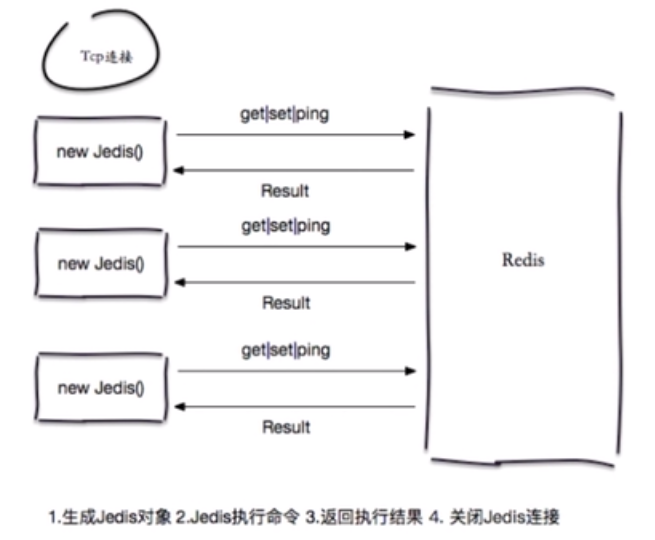 Tcp连接
get|set|ping
new Jedis()
Result
get|set|ping
new Jedis()
Redis
Result
get|set|ping
new Jedis()
Result
1.生成Jedis对象 2.Jedis执行命令 3.返回执行结果 4. 关闭Jedis连接